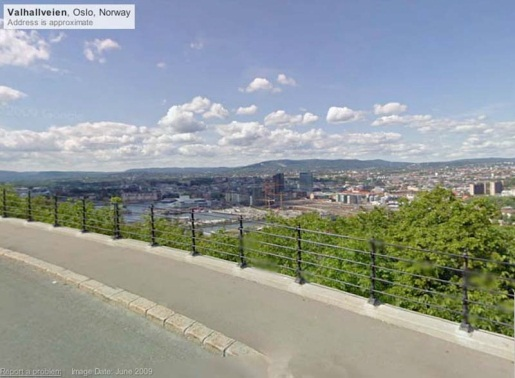 Valhallveien, Oslo, Norway
Address is approximate
Report a problem Image Date: June 2009